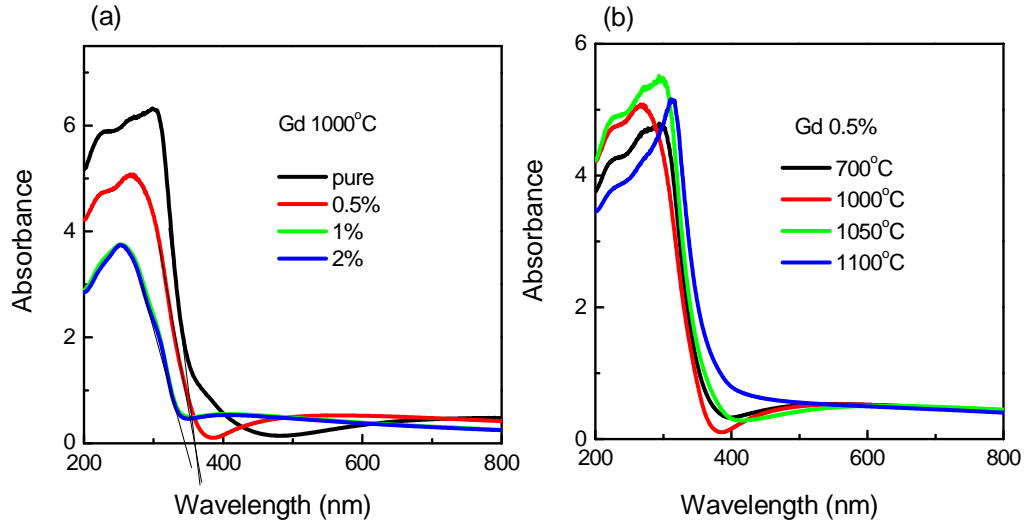 (a)
Gd 1000°C
pure
0.5%
1%
2%
Absorbance
6
4
2
0
200 400 600 800
Wavelength (nm)
(b)
Gd 0.5%
700°C
1000°C
1050°C
1100°C
Absorbance
6
4
2
0
200 400 600 800
Wavelength (nm)